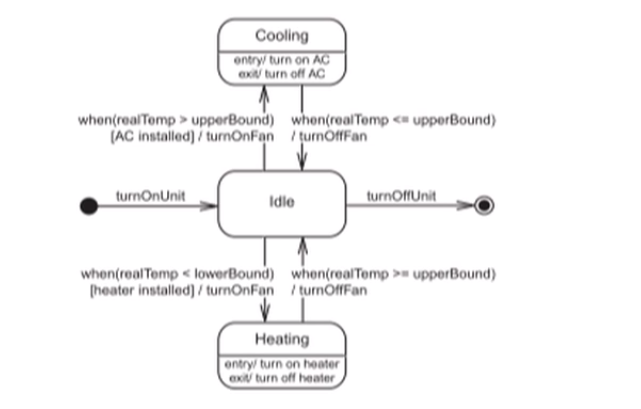 Cooling
entry/ turn on AC
exit/ turn off AC
when(realTemp > upperBound)
[AC installed] / turnOnFan
when(realTemp <= upperBound)
/ turnOffFan
turnOnUnit
Idle
turnOffUnit
when(realTemp < lowerBound)
[heater installed] / turnOnFan
when(realTemp >= upperBound)
/ turnOffFan
Heating
entry/ turn on heater
exit/ turn off heater